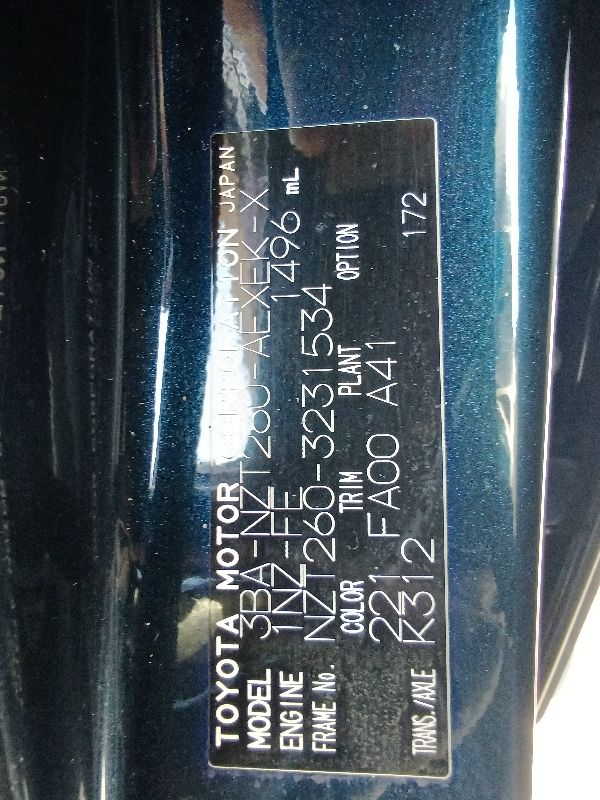 TOYOTA MOTOR CORPORATION JAPAN
MODEL 3BA-NZT260-AEXEK-X
ENGINE 1NZ-FE 1496 mL
FRAME No. NZT260-3231534
COLOR TRIM PLANT OPTION
221 FA00 A41
TRANS./AXLE K312 172